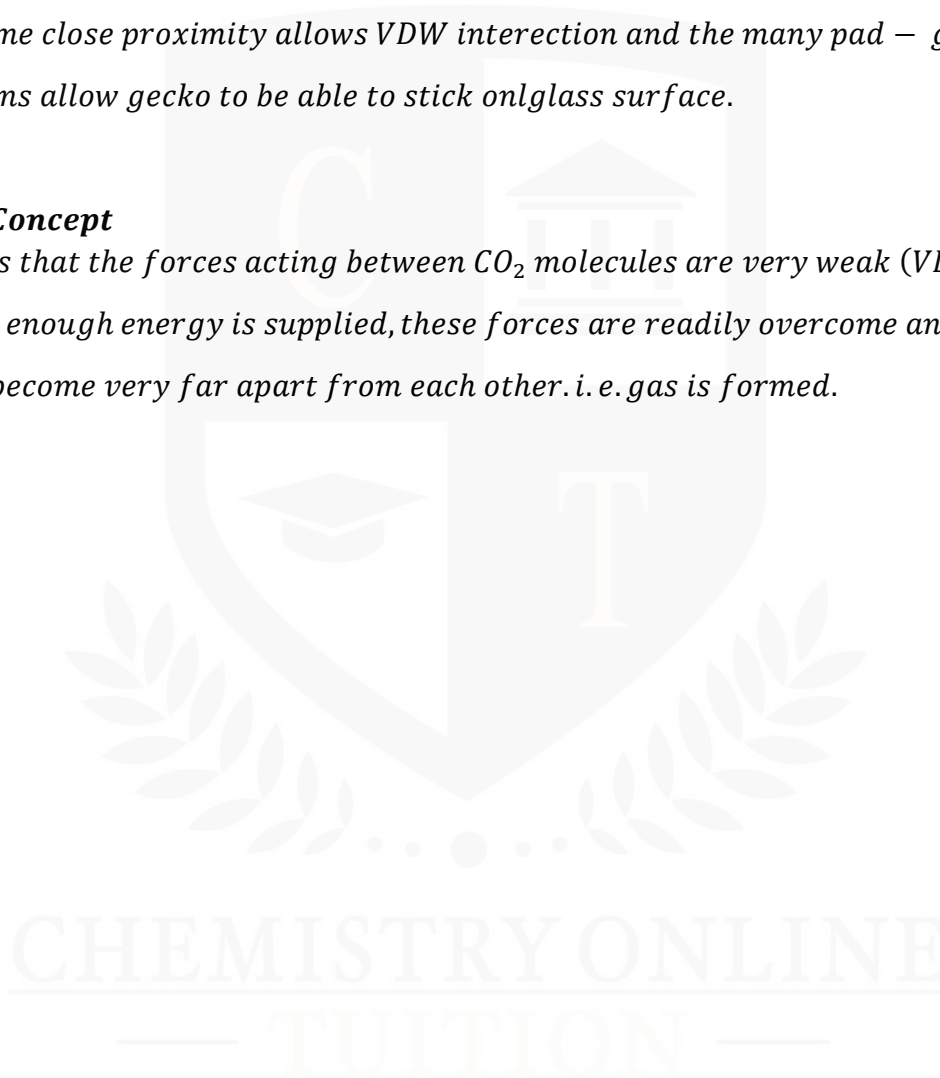 me close proximity allows VDW interection and the many pad − g
ns allow gecko to be able to stick onlglass surface.
Concept
s that the forces acting between CO₂ molecules are very weak (V
enough energy is supplied, these forces are readily overcome an
become very far apart from each other. i. e. gas is formed.
C
T
CHEMISTRY ONLINE
TUITION